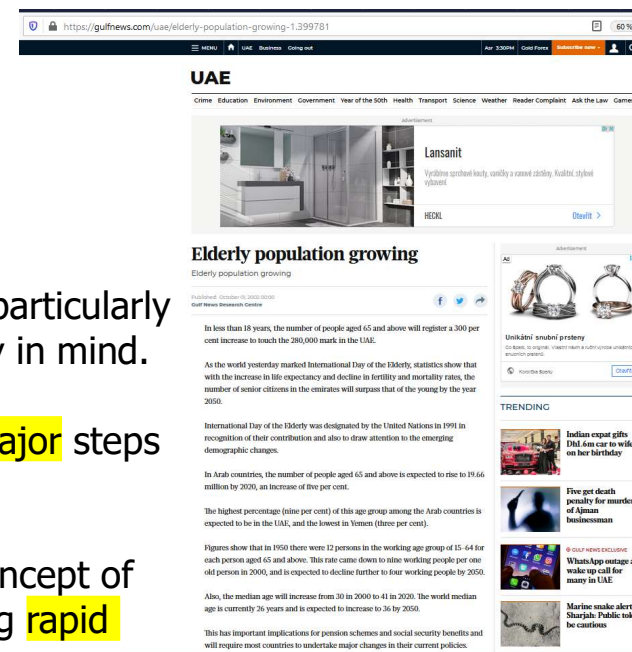 https://gulfnews.com/uae/elderly-population-growing-1.399781
60 %
MENU UAE Business Going out
Asr 3:30PM Gold Forex Subscribe now
UAE
Crime Education Environment Government Year of the 50th Health Transport Science Weather Reader Complaint Ask the Law Games
Advertisement
Lansanit
Vyrábíme sprchové kouty, vaničky a vanové zástěny. Kvalitní, stylové
vybavení
HECKL
Otevřít >
particularly
in mind.
ajor steps
ncept of
g rapid
Elderly population growing
Elderly population growing
Published: October 01, 2002 00:00
Gulf News Research Centre
In less than 18 years, the number of people aged 65 and above will register a 300 per
cent increase to touch the 280,000 mark in the UAE.
As the world yesterday marked International Day of the Elderly, statistics show that
with the increase in life expectancy and decline in fertility and mortality rates, the
number of senior citizens in the emirates will surpass that of the young by the year
2050.
International Day of the Elderly was designated by the United Nations in 1991 in
recognition of their contribution and also to draw attention to the emerging
demographic changes.
In Arab countries, the number of people aged 65 and above is expected to rise to 19.66
million by 2020, an increase of five per cent.
The highest percentage (nine per cent) of this age group among the Arab countries is
expected to be in the UAE, and the lowest in Yemen (three per cent).
Figures show that in 1950 there were 12 persons in the working age group of 15-64 for
each person aged 65 and above. This rate came down to nine working people per one
old person in 2000, and is expected to decline further to four working people by 2050.
Also, the median age will increase from 30 in 2000 to 41 in 2020. The world median
age is currently 26 years and is expected to increase to 36 by 2050.
This has important implications for pension schemes and social security benefits and
will require most countries to undertake major changes in their current policies.
Advertisement
Ad
Unikátní snubní prsteny
Otevřít
TRENDING
Indian expat gifts
Dh1.6m car to wife
on her birthday
Five get death
penalty for murder
of Ajman
businessman
GULF NEWS EXCLUSIVE
WhatsApp outage a
wake up call for
many in UAE
Marine snake alert
Sharjah: Public told
be cautious